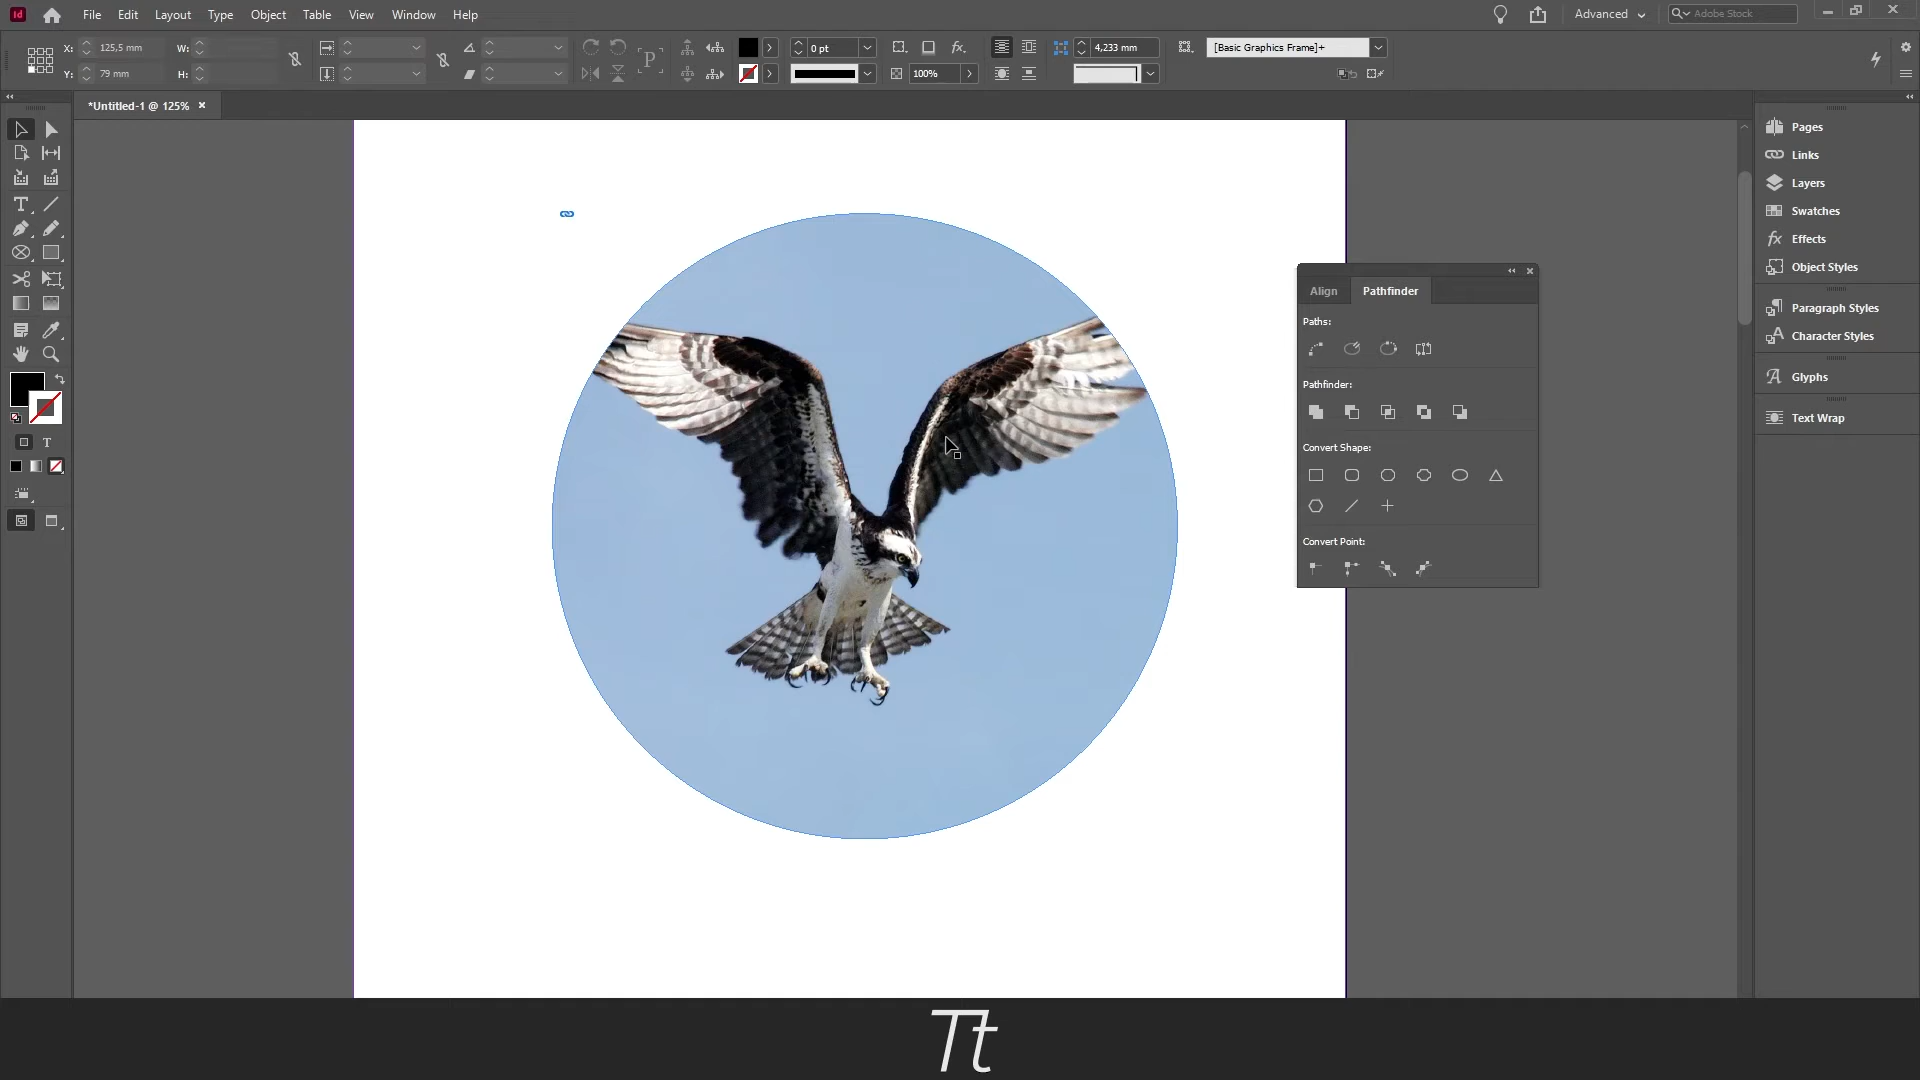 File Edit Layout Type Object Table View Window Help
Advanced
Adobe Stock
X: 125,5 mm W: 0 pt 4,233 mm [Basic Graphics Frame]+
Y: 79 mm H: 100%
*Untitled-1 @ 125%
Align Pathfinder
Paths:
Pathfinder:
Convert Shape:
Convert Point:
Pages
Links
Layers
Swatches
Effects
Object Styles
Paragraph Styles
Character Styles
Glyphs
Text Wrap
Tt